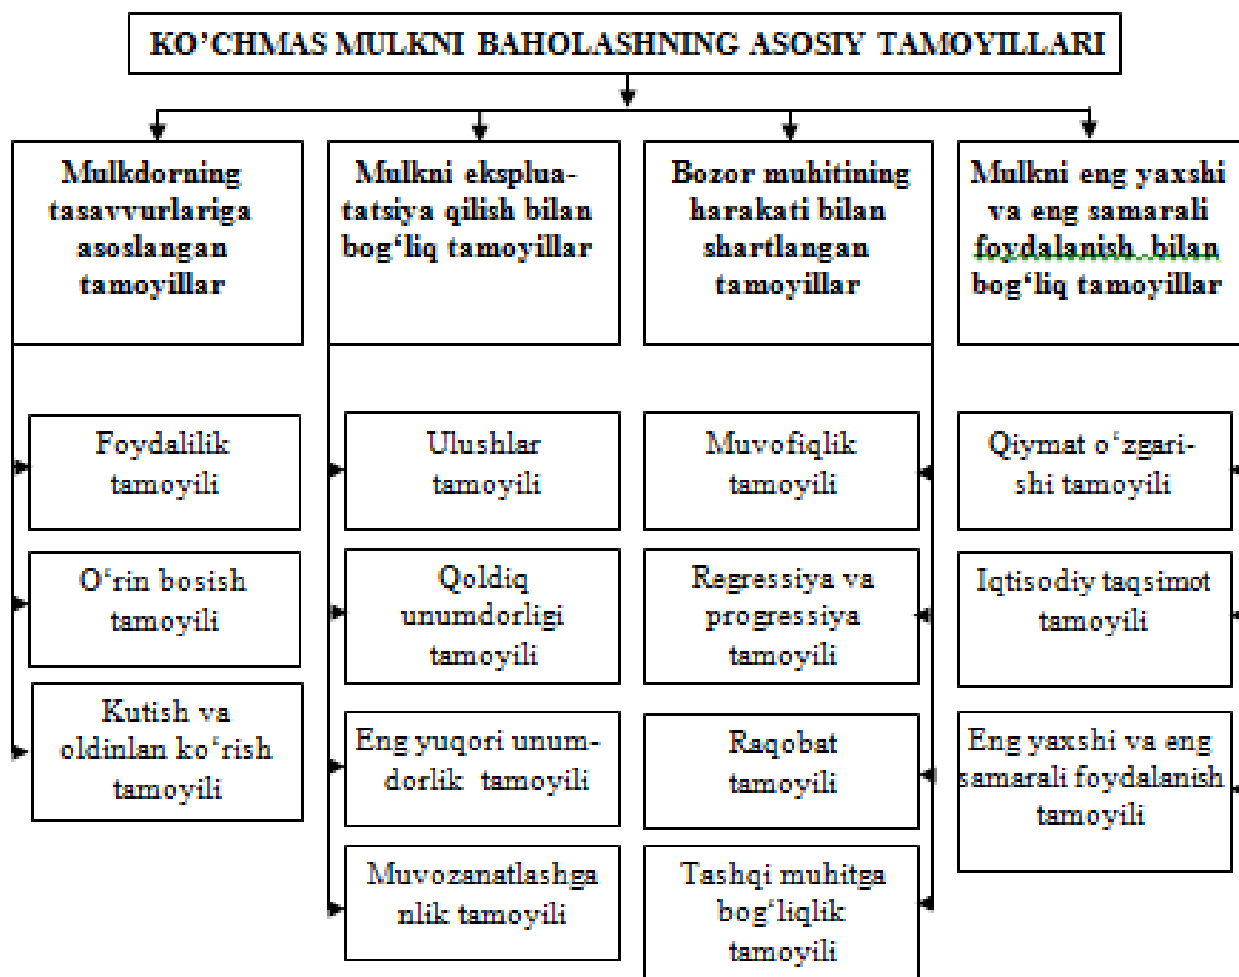 KO’CHMAS MULKNI BAHOLASHNING ASOSIY TAMOYILLARI
Mulkdorning
tasavvurlariga
asoslangan
tamoyillar
Mulkni eksplua-
tatsiya qilish bilan
bog‘liq tamoyillar
Bozor muhitining
harakati bilan
shartlangan
tamoyillar
Mulkni eng yaxshi
va eng samarali
foydalanish bilan
bog‘liq tamoyillar
Foydalilik
tamoyili
O‘rin bosish
tamoyili
Kutish va
oldinlan ko‘rish
tamoyili
Ulushlar
tamoyili
Qoldiq
unumdorligi
tamoyili
Eng yuqori unum-
dorlik tamoyili
Muvozanatlashga
nlik tamoyili
Muvofiqlik
tamoyili
Regressiya va
progressiya
tamoyili
Raqobat
tamoyili
Tashqi muhitga
bog‘liqlik
tamoyili
Qiymat o‘zgari-
shi tamoyili
Iqtisodiy taqsimot
tamoyili
Eng yaxshi va eng
samarali foydalanish
tamoyili